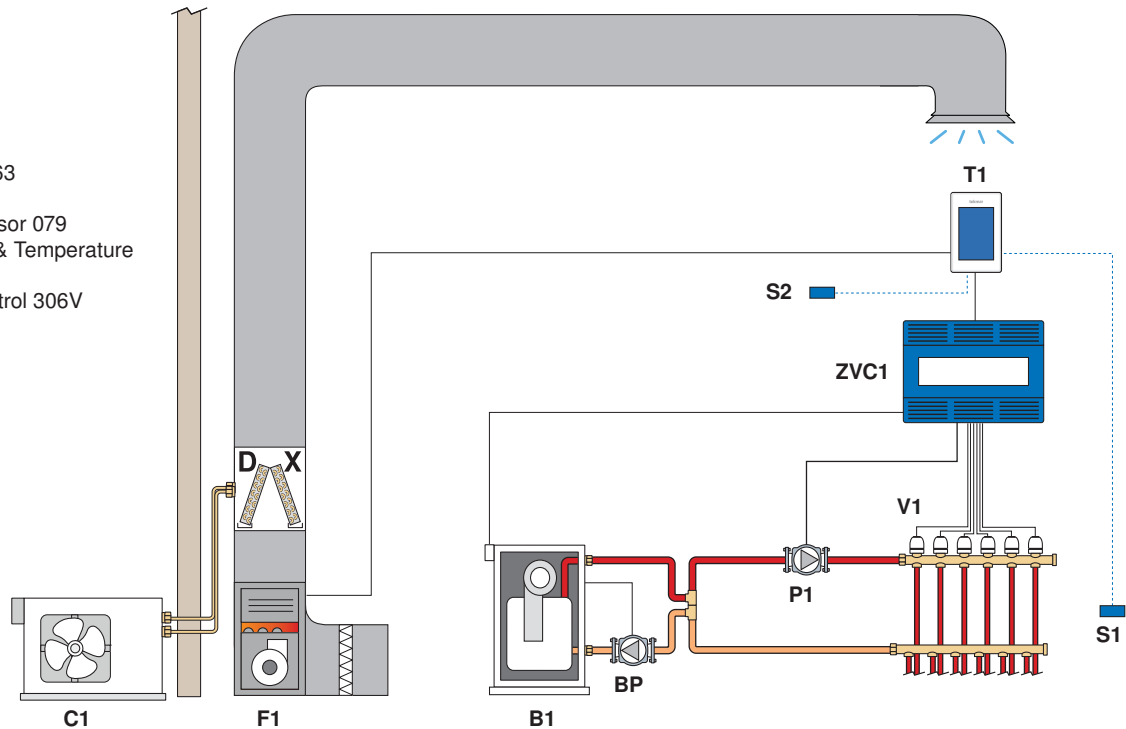 63
sor 079
& Temperature
trol 306V
T1
S2
ZVC1
D X
V1
P1
S1
BP
C1
F1
B1